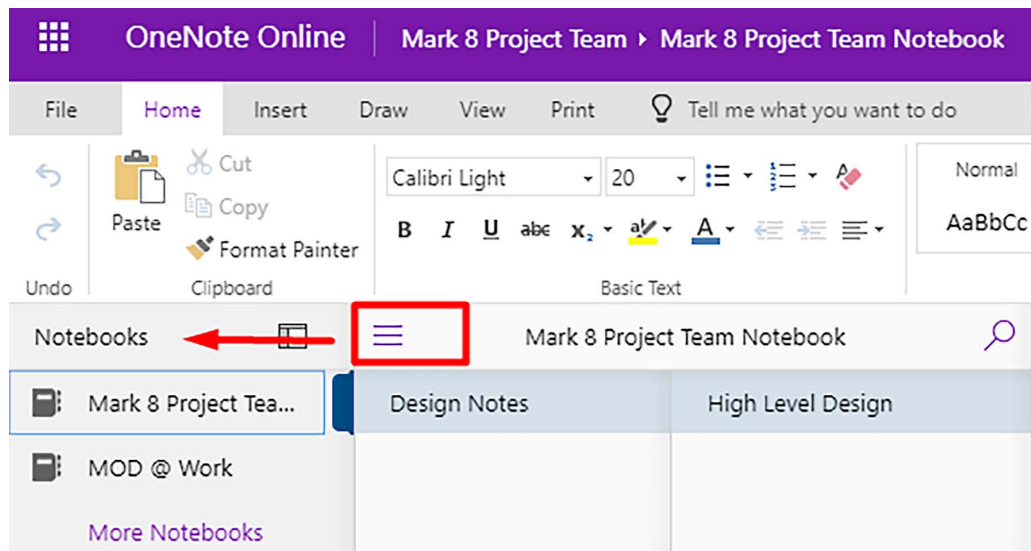 OneNote Online Mark 8 Project Team ▸ Mark 8 Project Team Notebook
File Home Insert Draw View Print Tell me what you want to do
Cut
Copy
Paste
Format Painter
Calibri Light 20
B I U abc x₂ A
Normal
AaBbCc
Undo Clipboard Basic Text
Notebooks Mark 8 Project Team Notebook
Mark 8 Project Tea... Design Notes High Level Design
MOD @ Work
More Notebooks